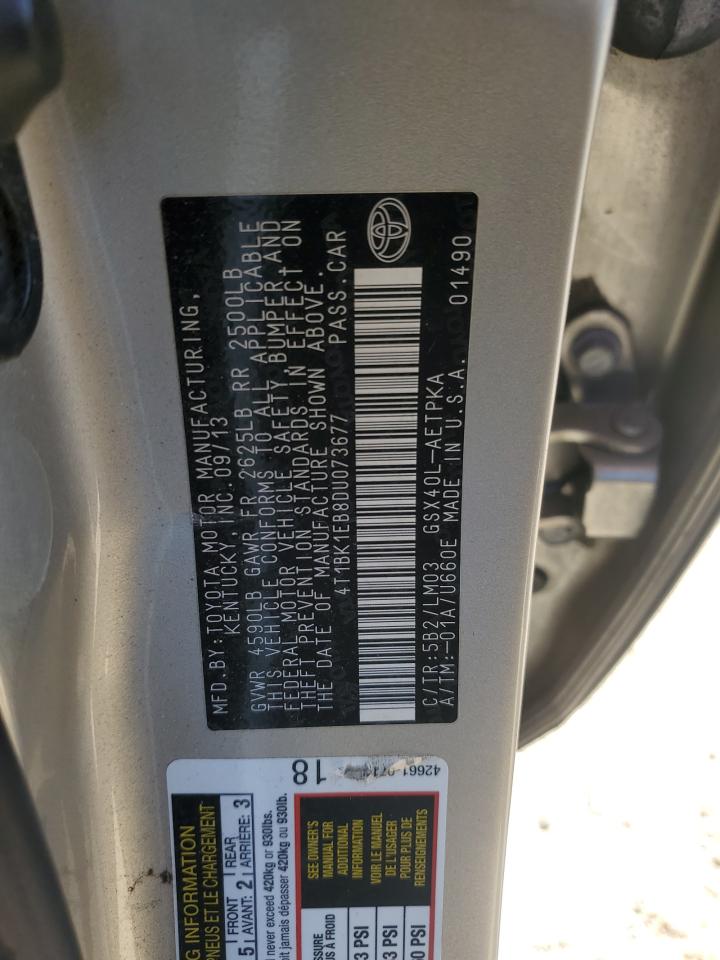 MFD.BY:TOYOTA MOTOR MANUFACTURING,
KENTUCKY, INC.09/13
GVWR 4590LB GAWR FR 2625LB RR 2500LB
THIS VEHICLE CONFORMS TO ALL APPLICABLE
FEDERAL MOTOR VEHICLE SAFETY, BUMPER AND
THEFT PREVENTION STANDARDS IN EFFECT ON
THE DATE OF MANUFACTURE SHOWN ABOVE.
4T1BK1EB8DU073677 PASS.CAR
C/TR:5B2/LM03 GSX40L-AETPKA
A/TM:-01A/U660E MADE IN U.S.A. 01490
INFORMATION
PNEUS ET LE CHARGEMENT
5 FRONT 2 REAR 3
AVANT: ARRIÈRE:
never exceed 420kg or 930lbs.
jamais dépasser 420kg ou 930lb.
18
SEE OWNER'S
MANUAL FOR
ADDITIONAL
INFORMATION
VOIR LE MANUEL
DE L'USAGER
POUR PLUS DE
RENSEIGNEMENTS
À FROID
3 PSI
3 PSI
60 PSI
42661-